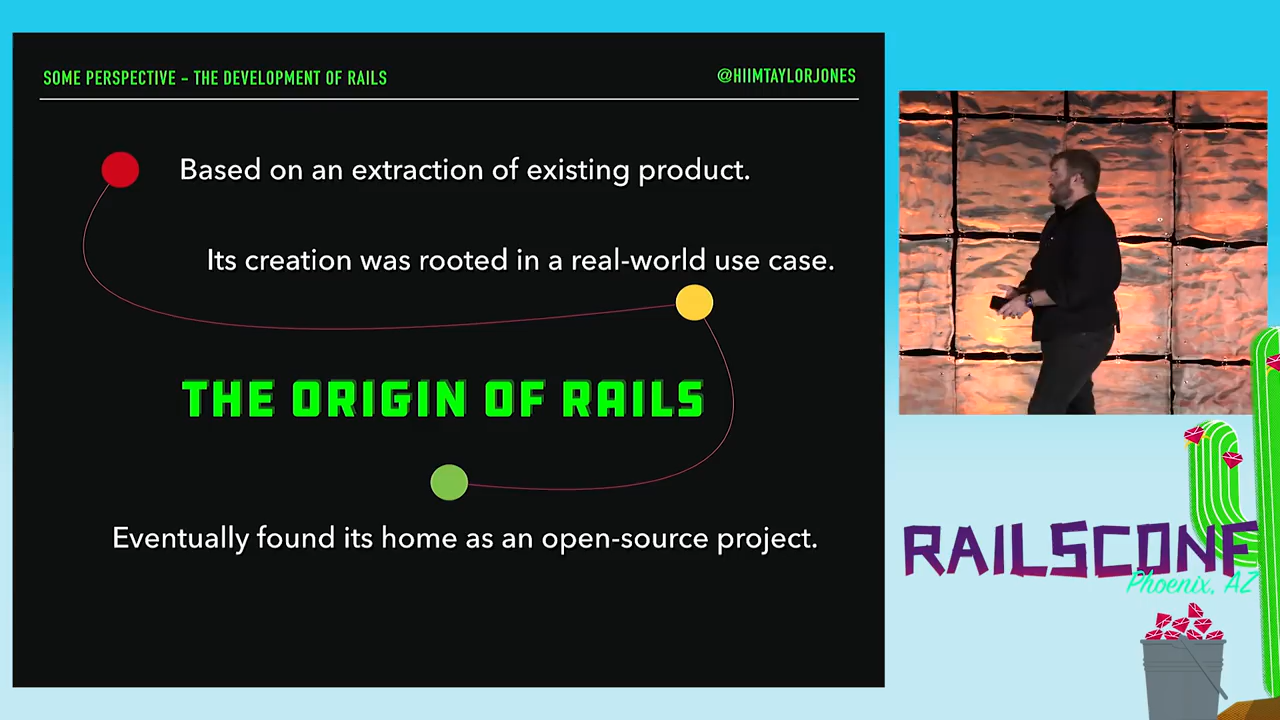 SOME PERSPECTIVE – THE DEVELOPMENT OF RAILS
@HIIMTAYLORJONES
Based on an extraction of existing product.
Its creation was rooted in a real-world use case.
THE ORIGIN OF RAILS
Eventually found its home as an open-source project.
RAILSCONF
Phoenix, AZ